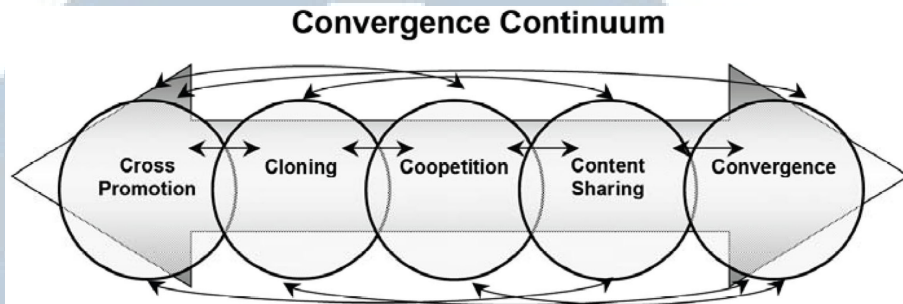 Convergence Continuum
Cross
Promotion
Cloning
Coopetition
Content
Sharing
Convergence